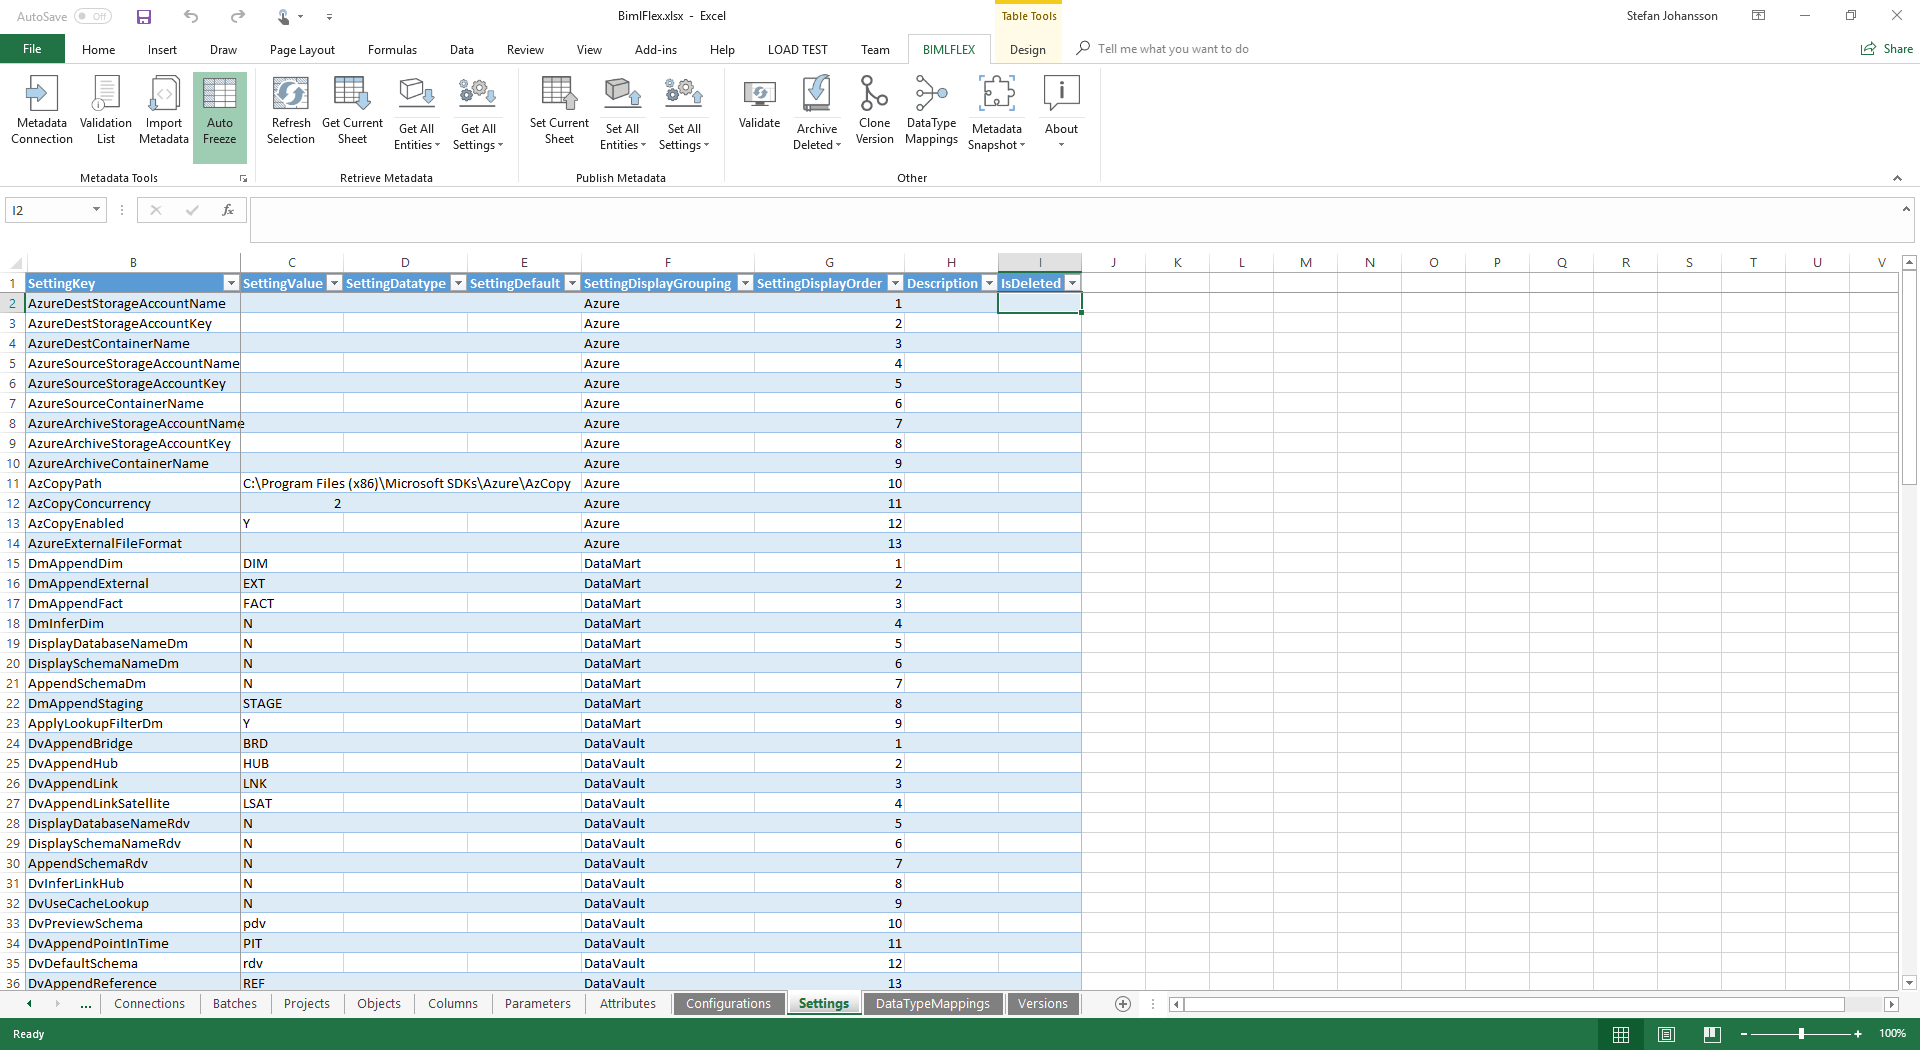 AutoSave Off
BimlFlex.xlsx - Excel
Table Tools
Stefan Johansson
File Home Insert Draw Page Layout Formulas Data Review View Add-ins Help LOAD TEST Team BIMLFLEX Design Tell me what you want to do Share
Metadata Connection
Validation List
Import Metadata
Auto Freeze
Refresh Selection
Get Current Sheet
Get All Entities
Get All Settings
Set Current Sheet
Set All Entities
Set All Settings
Validate
Archive Deleted
Clone Version
DataType Mappings
Metadata Snapshot
About
Metadata Tools Retrieve Metadata Publish Metadata Other
I2 fx
B C D E F G H I J K L M N O P Q R S T U V
1 SettingKey SettingValue SettingDatatype SettingDefault SettingDisplayGrouping SettingDisplayOrder Description IsDeleted
2 AzureDestStorageAccountName Azure 1
3 AzureDestStorageAccountKey Azure 2
4 AzureDestContainerName Azure 3
5 AzureSourceStorageAccountName Azure 4
6 AzureSourceStorageAccountKey Azure 5
7 AzureSourceContainerName Azure 6
8 AzureArchiveStorageAccountName Azure 7
9 AzureArchiveStorageAccountKey Azure 8
10 AzureArchiveContainerName Azure 9
11 AzCopyPath C:\Program Files (x86)\Microsoft SDKs\Azure\AzCopy Azure 10
12 AzCopyConcurrency 2 Azure 11
13 AzCopyEnabled Y Azure 12
14 AzureExternalFileFormat Azure 13
15 DmAppendDim DIM DataMart 1
16 DmAppendExternal EXT DataMart 2
17 DmAppendFact FACT DataMart 3
18 DmInferDim N DataMart 4
19 DisplayDatabaseNameDm N DataMart 5
20 DisplaySchemaNameDm N DataMart 6
21 AppendSchemaDm N DataMart 7
22 DmAppendStaging STAGE DataMart 8
23 ApplyLookupFilterDm Y DataMart 9
24 DvAppendBridge BRD DataVault 1
25 DvAppendHub HUB DataVault 2
26 DvAppendLink LNK DataVault 3
27 DvAppendLinkSatellite LSAT DataVault 4
28 DisplayDatabaseNameRdv N DataVault 5
29 DisplaySchemaNameRdv N DataVault 6
30 AppendSchemaRdv N DataVault 7
31 DvInferLinkHub N DataVault 8
32 DvUseCacheLookup N DataVault 9
33 DvPreviewSchema pdv DataVault 10
34 DvAppendPointInTime PIT DataVault 11
35 DvDefaultSchema rdv DataVault 12
36 DvAppendReference REF DataVault 13
... Connections Batches Projects Objects Columns Parameters Attributes Configurations Settings DataTypeMappings Versions
Ready 100%